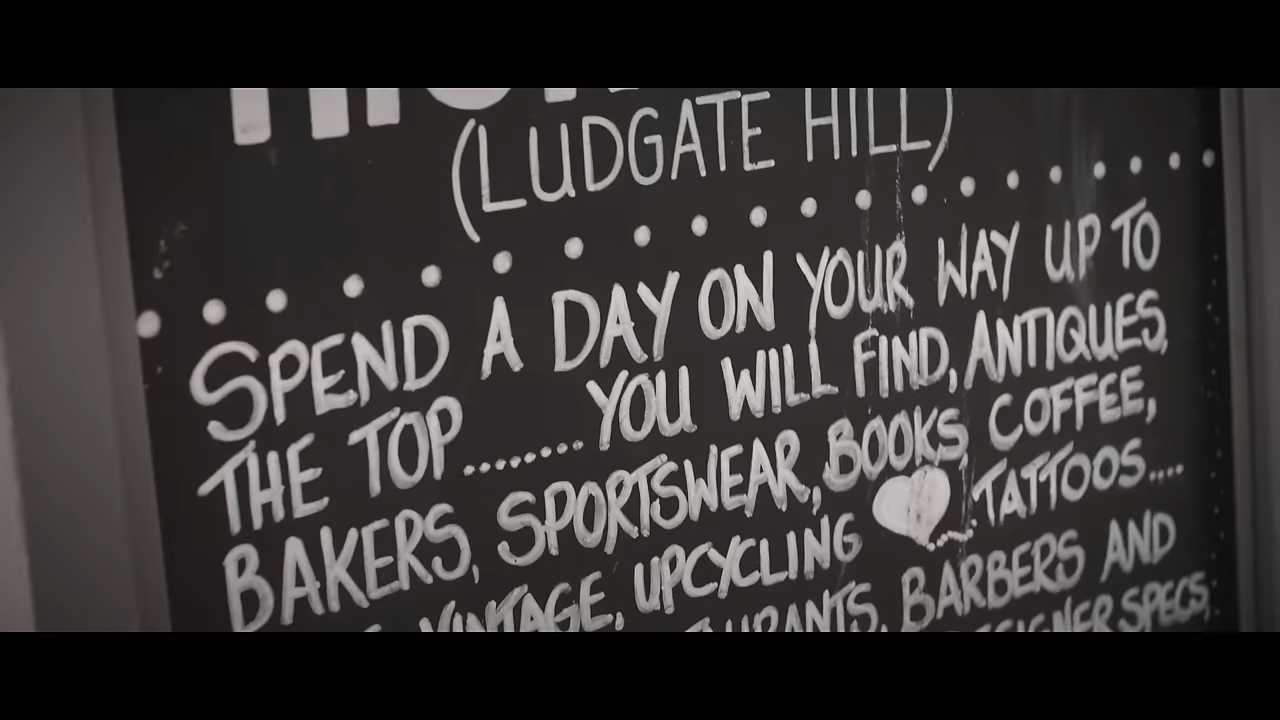 (LUDGATE HILL)
SPEND A DAY ON YOUR WAY UP TO
THE TOP ........YOU WILL FIND, ANTIQUES,
BAKERS, SPORTSWEAR, BOOKS, COFFEE,
VINTAGE, UPCYCLING ♥ ..... TATTOOS....
BARBERS AND
SPECS,